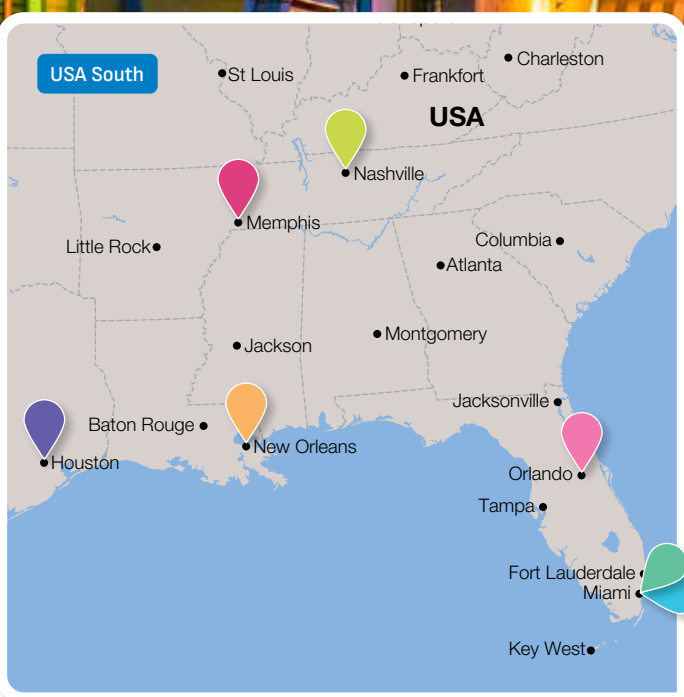 USA South
St Louis
Frankfort
Charleston
USA
Nashville
Memphis
Little Rock
Columbia
Atlanta
Jackson
Montgomery
Jacksonville
Baton Rouge
New Orleans
Houston
Orlando
Tampa
Fort Lauderdale
Miami
Key West